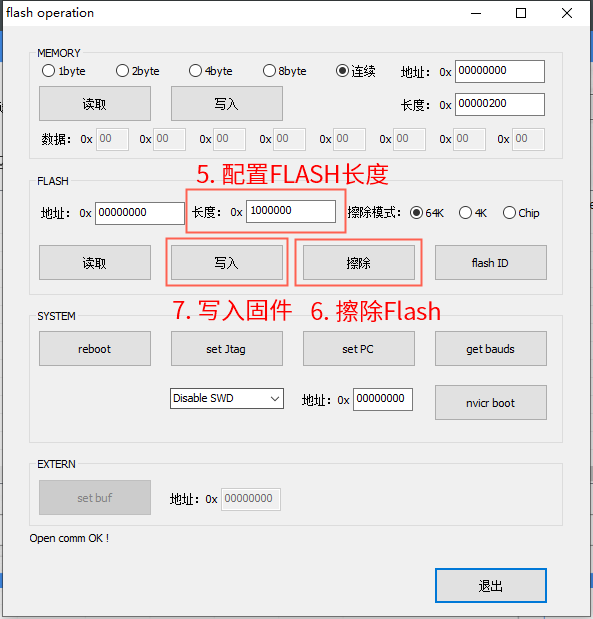 flash operation
MEMORY
1byte 2byte 4byte 8byte 连续 地址: 0x 00000000
读取 写入 长度: 0x 00000200
数据: 0x 00 0x 00 0x 00 0x 00 0x 00 0x 00 0x 00 0x 00
5. 配置FLASH长度
FLASH
地址: 0x 00000000 长度: 0x 1000000 擦除模式: 64K 4K Chip
读取 写入 擦除 flash ID
7. 写入固件 6. 擦除Flash
SYSTEM
reboot set Jtag set PC get bauds
Disable SWD 地址: 0x 00000000 nvicr boot
EXTERN
set buf 地址: 0x 00000000
Open comm OK !
退出